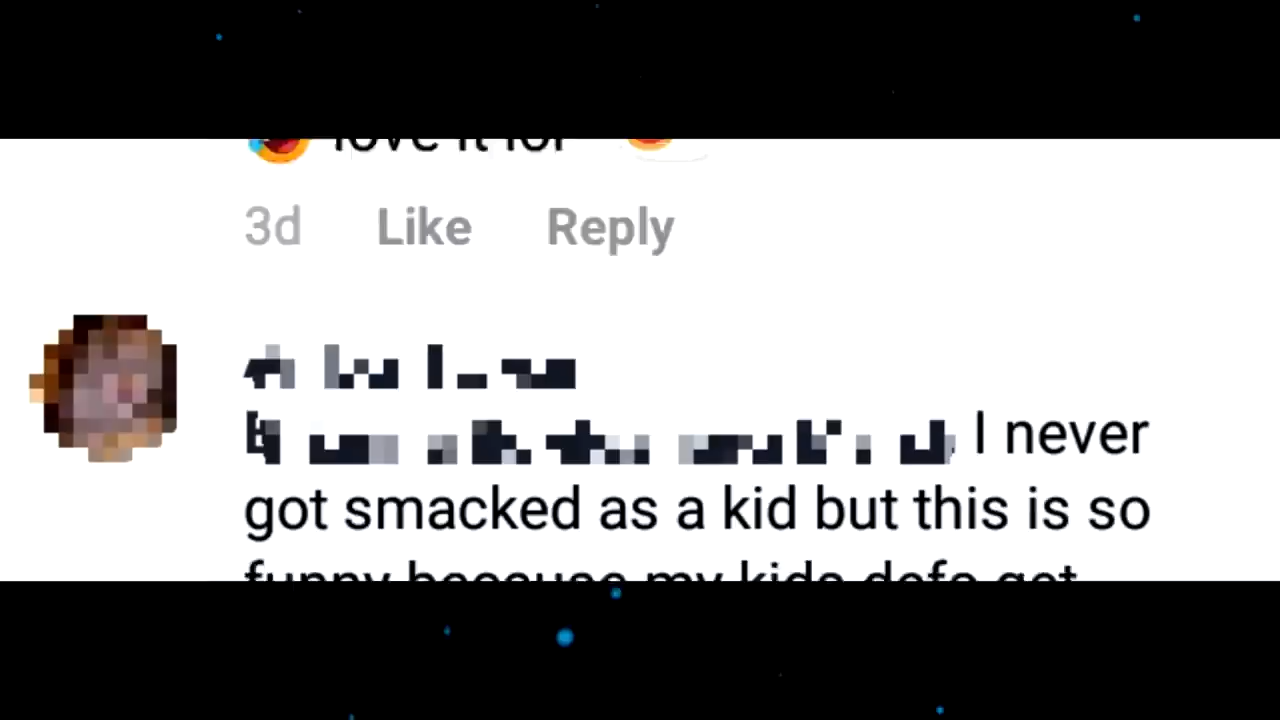 love it for
3d Like Reply
I never
got smacked as a kid but this is so
funny because my kids defo get